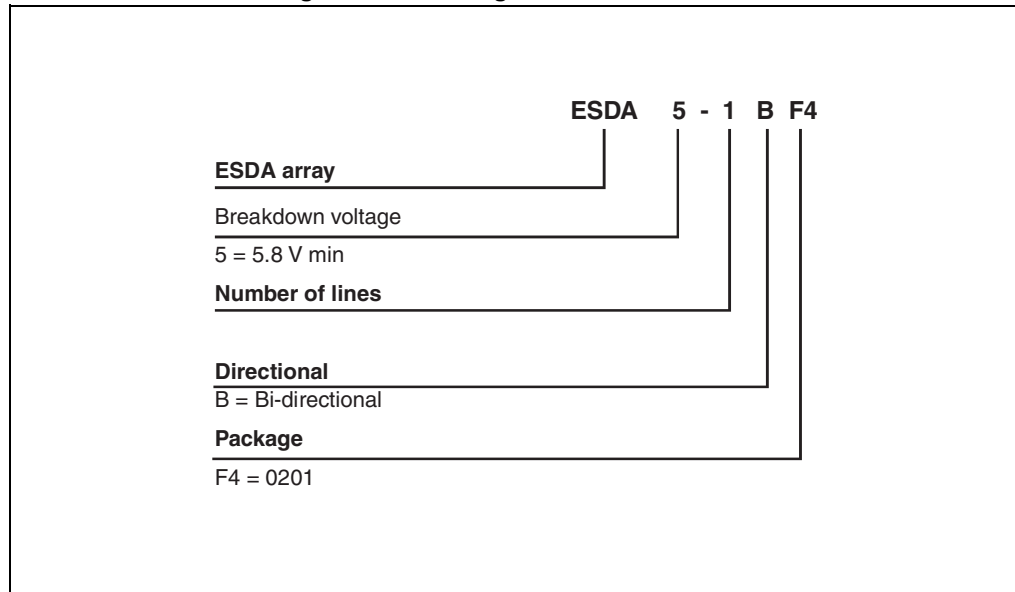 ESDA 5 - 1 B F4
ESDA array
Breakdown voltage
5 = 5.8 V min
Number of lines
Directional
B = Bi-directional
Package
F4 = 0201